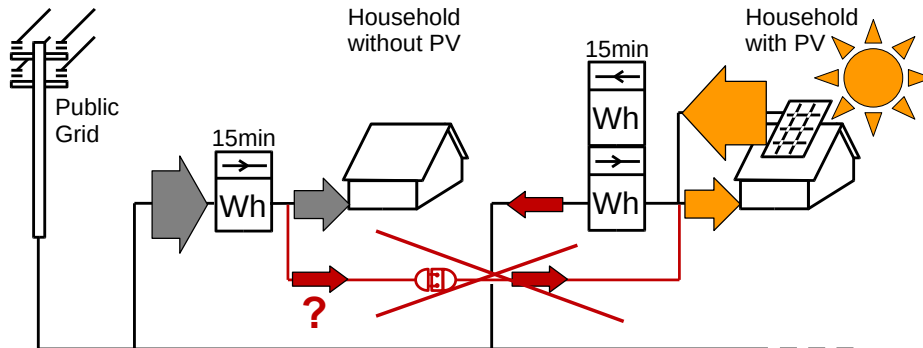 Household
without PV
Household
with PV
15min
Public
Grid
Wh
15min
Wh
Wh
?